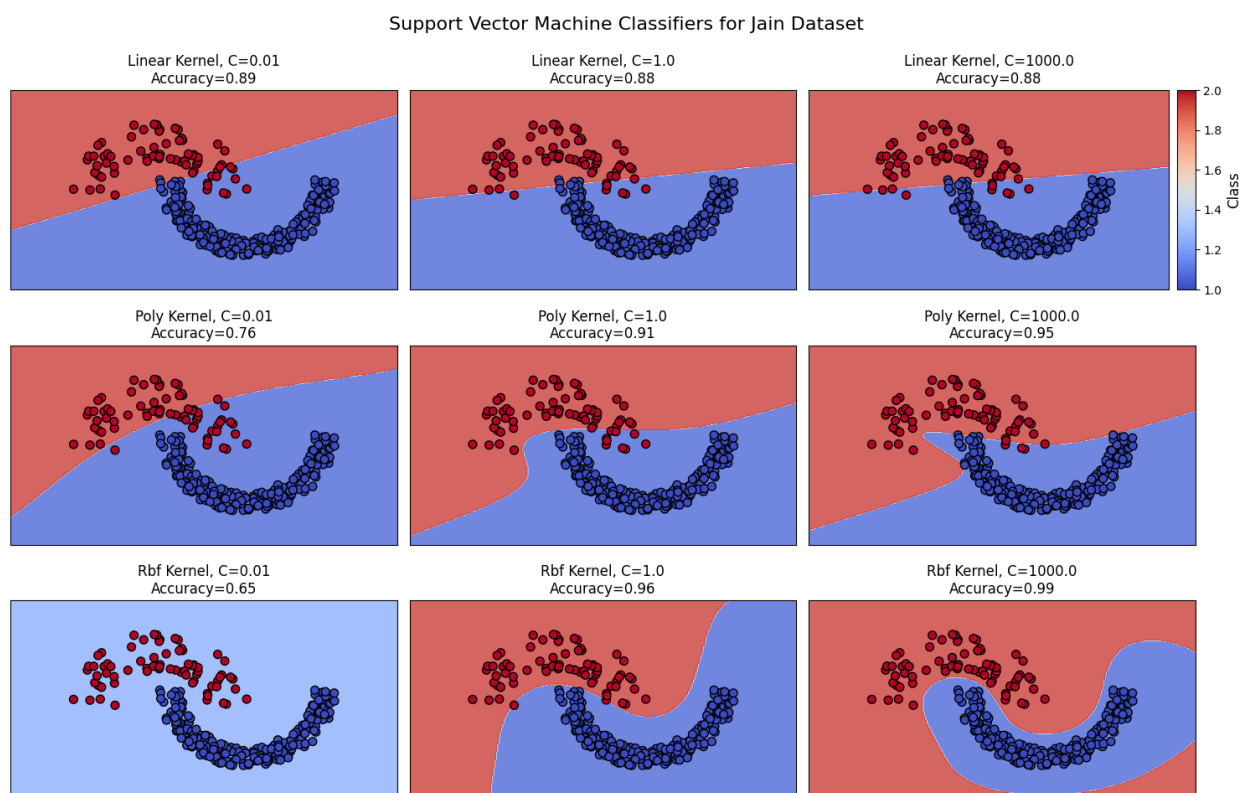 Support Vector Machine Classifiers for Jain Dataset
Linear Kernel, C=0.01
Accuracy=0.89
Linear Kernel, C=1.0
Accuracy=0.88
Linear Kernel, C=1000.0
Accuracy=0.88
2.0
1.8
1.6
1.4
1.2
1.0
Class
Poly Kernel, C=0.01
Accuracy=0.76
Poly Kernel, C=1.0
Accuracy=0.91
Poly Kernel, C=1000.0
Accuracy=0.95
Rbf Kernel, C=0.01
Accuracy=0.65
Rbf Kernel, C=1.0
Accuracy=0.96
Rbf Kernel, C=1000.0
Accuracy=0.99